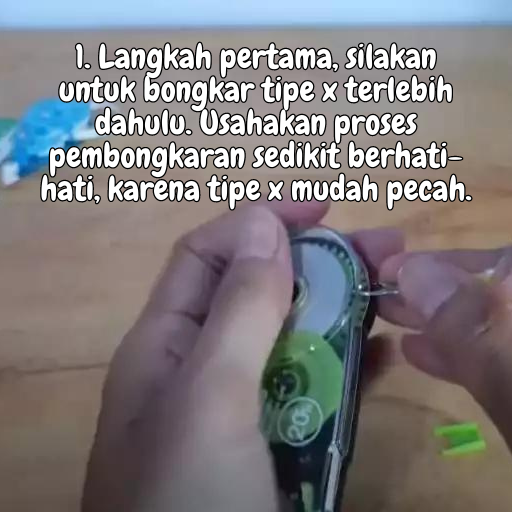 1. Langkah pertama, silakan
untuk bongkar tipe x terlebih
dahulu. Usahakan proses
pembongkaran sedikit berhati-
hati, karena tipe x mudah pecah.
20